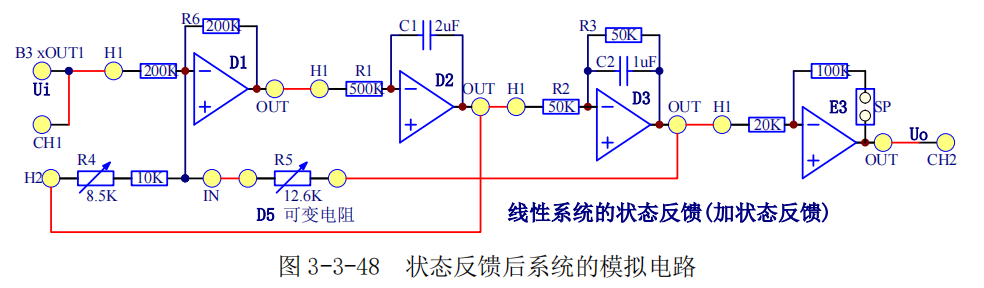 R6
200K
B3 xOUT1
H1
Ui
200K
D1
OUT
CH1
C1
2uF
H1
R1
500K
D2
OUT
R3
50K
C2
1uF
H1
R2
50K
D3
OUT
100K
E3
SP
H1
20K
Uo
OUT
CH2
H2
R4
8.5K
10K
IN
R5
12.6K
D5 可变电阻
线性系统的状态反馈(加状态反馈)
图 3-3-48 状态反馈后系统的模拟电路